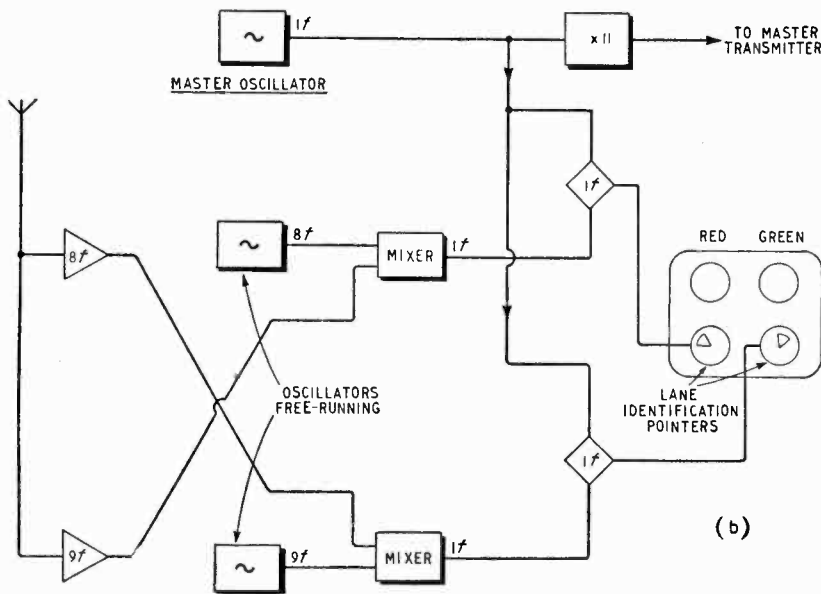 1f
x11
TO MASTER
TRANSMITTER
MASTER OSCILLATOR
1f
RED GREEN
8f
8f
MIXER
1f
OSCILLATORS
FREE-RUNNING
LANE
IDENTIFICATION
POINTERS
1f
(b)
9f
9f
MIXER
1f